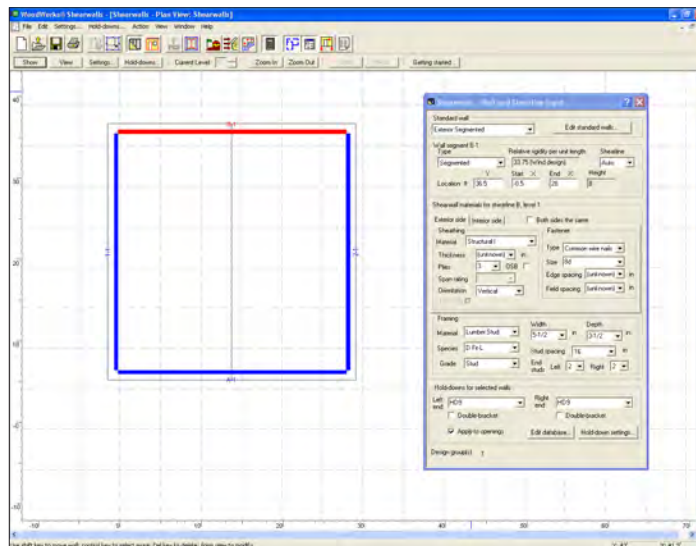 WoodWorks® Shearwalls - [Shearwalls - Plan View: Shearwalls]
File Edit Settings... Hold-downs... Action View Window Help
Show View Settings... Hold-downs... Current Level: Zoom In Zoom Out Getting started...
Standard wall
Exterior Segmented Edit standard walls...
Wall segment B-1
Type Relative rigidity per unit length Shearline
Segmented 33.75 (Wind design) Auto
Y Start X End X Height
Location 36.5 -0.5 8
Shearwall materials for shearline B, level 1
Exterior side Interior side Both sides the same
Sheathing Fastener
Material Structural I Type Common wire nails
Thickness (unknown) in Size 8d
Plies 3 OSB Edge spacing (unknown) in
Span rating Field spacing (unknown) in
Orientation Vertical
Framing
Width Depth
Material Lumber Stud 5-1/2 in 3-1/2 in
Species D.Fir-L Stud spacing 16 in
Grade Stud End studs Left 2 Right 2
Hold-downs for selected walls
Left end HD9 Right end HD9
Double-bracket Double-bracket
Apply to openings Edit database... Hold-down settings...
Design group(s) 1
40
30
20
10
0
-10 0 10 20 30 40 50 60 70